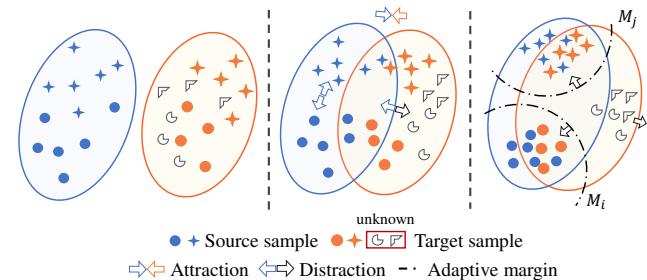 M_j
M_i
unknown
Source sample
Target sample
Attraction
Distraction
Adaptive margin